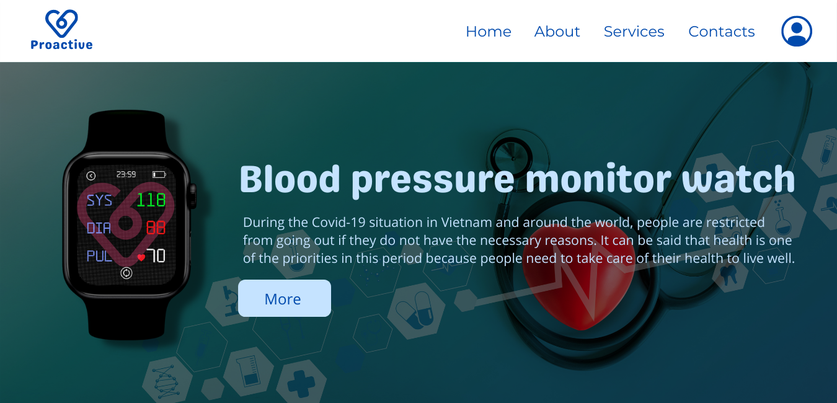 Proactive
Home About Services Contacts
Blood pressure monitor watch
23:59
SYS 118
DIA 88
PUL 70
During the Covid-19 situation in Vietnam and around the world, people are restricted
from going out if they do not have the necessary reasons. It can be said that health is one
of the priorities in this period because people need to take care of their health to live well.
More